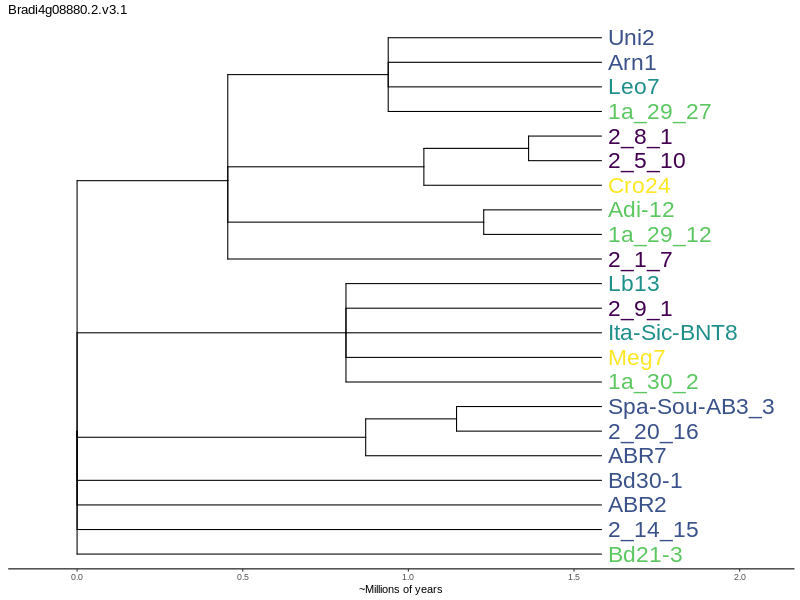 Bradi4g08880.2.v3.1
Uni2
Arn1
Leo7
1a_29_27
2_8_1
2_5_10
Cro24
Adi-12
1a_29_12
2_1_7
Lb13
2_9_1
Ita-Sic-BNT8
Meg7
1a_30_2
Spa-Sou-AB3_3
2_20_16
ABR7
Bd30-1
ABR2
2_14_15
Bd21-3
0.0 0.5 1.0 1.5 2.0
~Millions of years